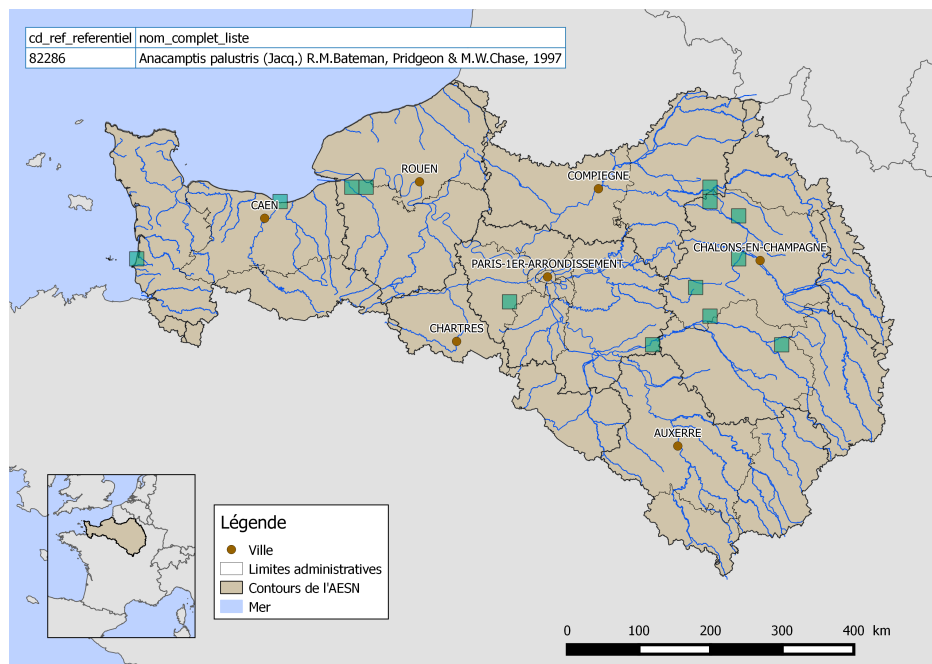 cd_ref_referentiel nom_complet_liste
82286 Anacamptis palustris (Jacq.) R.M.Bateman, Pridgeon & M.W.Chase, 1997
ROUEN
COMPIEGNE
CAEN
CHALONS-EN-CHAMPAGNE
PARIS-1ER-ARRONDISSEMENT
CHARTRES
AUXERRE
Légende
Ville
Limites administratives
Contours de l'AESN
Mer
0 100 200 300 400 km